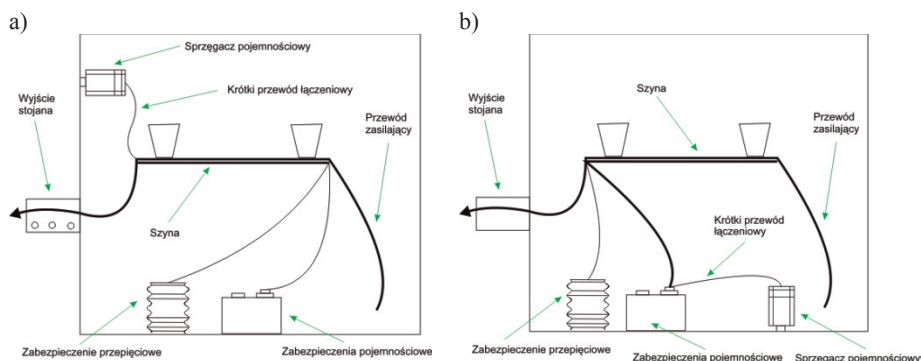 a)
Sprzęgacz pojemnościowy
Wyjście
stojana
Krótki przewód łączeniowy
Przewód
zasilający
Szyna
Zabezpieczenie przepięciowe
Zabezpieczenia pojemnościowe
b)
Wyjście
stojana
Szyna
Przewód
zasilający
Krótki przewód
łączeniowy
Zabezpieczenie przepięciowe
Zabezpieczenia pojemnościowe
Sprzęgacz pojemnościowy